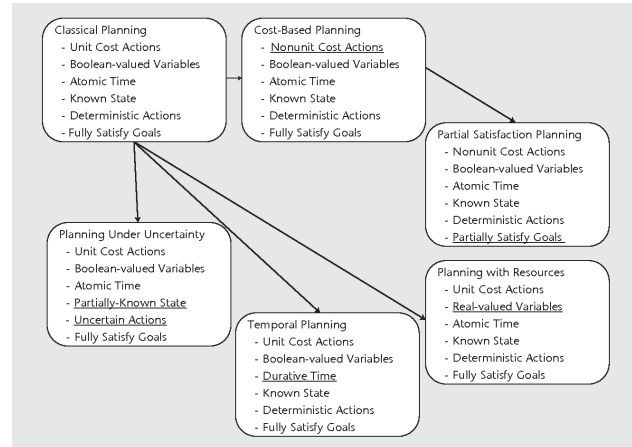 Classical Planning
- Unit Cost Actions
- Boolean-valued Variables
- Atomic Time
- Known State
- Deterministic Actions
- Fully Satisfy Goals
Cost-Based Planning
- Nonunit Cost Actions
- Boolean-valued Variables
- Atomic Time
- Known State
- Deterministic Actions
- Fully Satisfy Goals
Partial Satisfaction Planning
- Nonunit Cost Actions
- Boolean-valued Variables
- Atomic Time
- Known State
- Deterministic Actions
- Partially Satisfy Goals
Planning Under Uncertainty
- Unit Cost Actions
- Boolean-valued Variables
- Atomic Time
- Partially-Known State
- Uncertain Actions
- Fully Satisfy Goals
Temporal Planning
- Unit Cost Actions
- Boolean-valued Variables
- Durative Time
- Known State
- Deterministic Actions
- Fully Satisfy Goals
Planning with Resources
- Unit Cost Actions
- Real-valued Variables
- Atomic Time
- Known State
- Deterministic Actions
- Fully Satisfy Goals